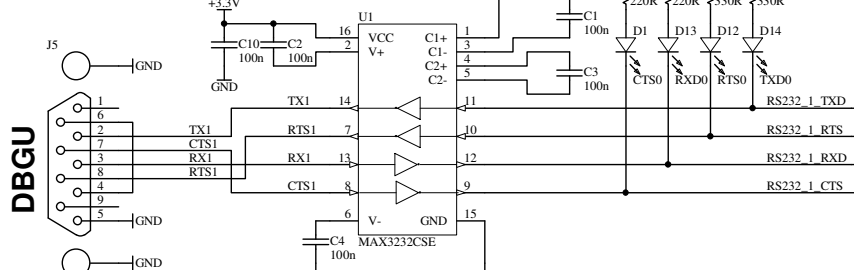 +3.3V
220R 220R 330R 330R
U1
C10 100n
C2 100n
16 VCC C1+ 1
2 V+ C1- 3
C2+ 4
C2- 5
C1 100n
C3 100n
D1 D13 D12 D14
CTS0 RXD0 RTS0 TXD0
J5
GND
GND
DBGU
1
6
2 TX1
7 CTS1
3 RX1
8 RTS1
4
9
5 GND
TX1 14 11 RS232_1_TXD
RTS1 7 10 RS232_1_RTS
RX1 13 12 RS232_1_RXD
CTS1 8 9 RS232_1_CTS
6 V- GND 15
C4 100n
MAX3232CSE
GND